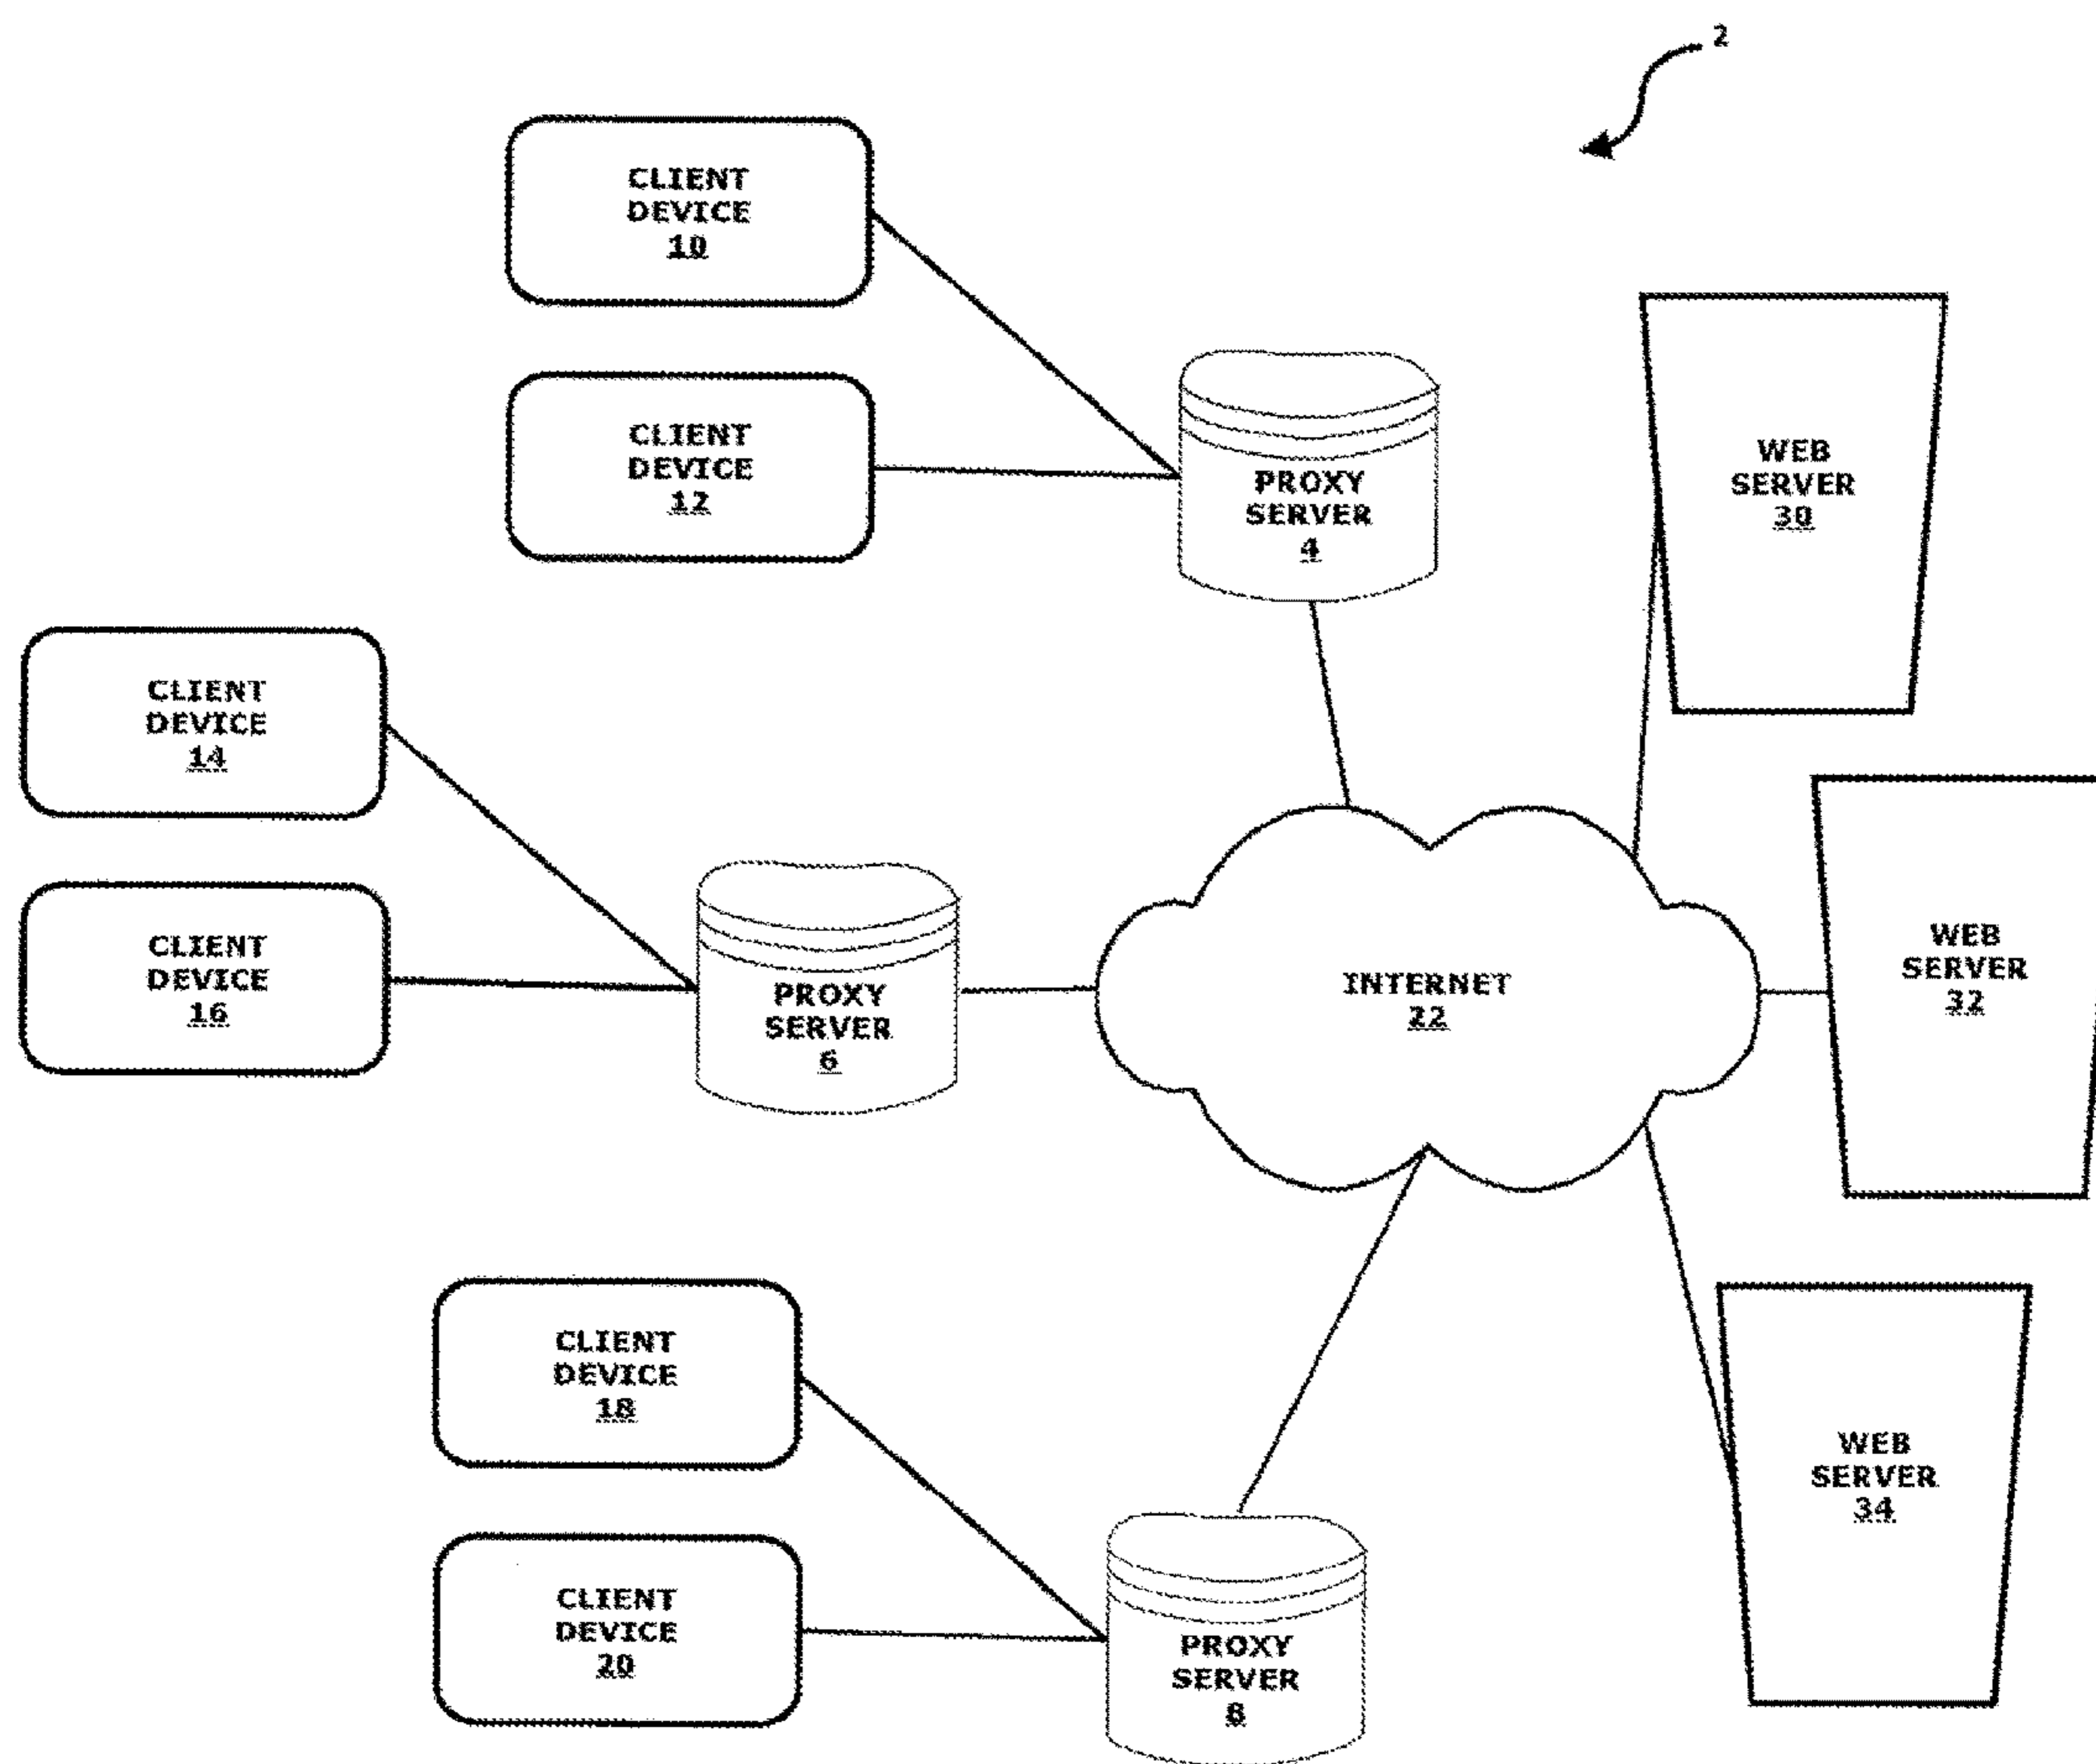 2
CLIENT
DEVICE
10
CLIENT
DEVICE
12
PROXY
SERVER
4
WEB
SERVER
30
CLIENT
DEVICE
14
CLIENT
DEVICE
16
PROXY
SERVER
6
INTERNET
22
WEB
SERVER
32
CLIENT
DEVICE
18
CLIENT
DEVICE
20
PROXY
SERVER
8
WEB
SERVER
34